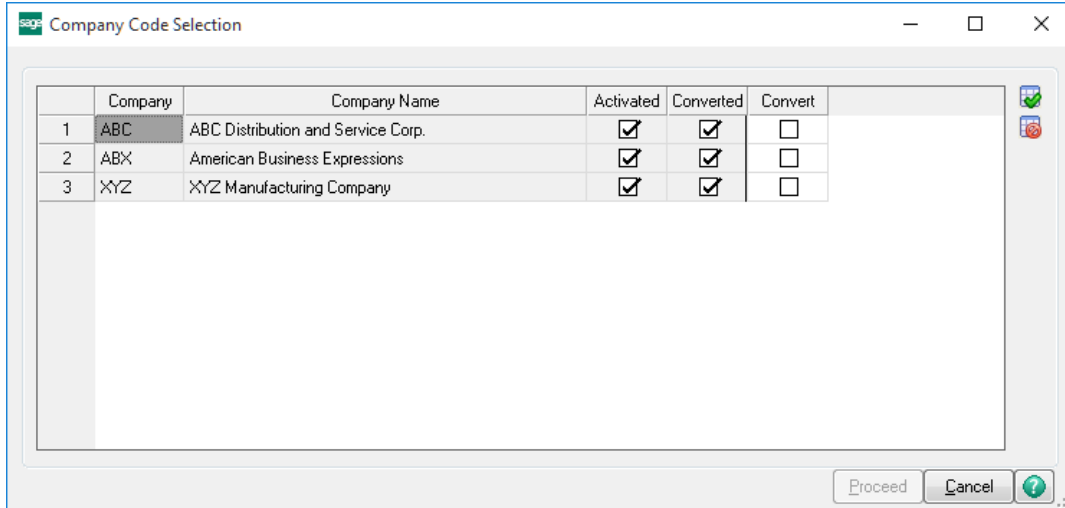 sage Company Code Selection
Company Company Name Activated Converted Convert
1 ABC ABC Distribution and Service Corp.
2 ABX American Business Expressions
3 XYZ XYZ Manufacturing Company
Proceed Cancel ?